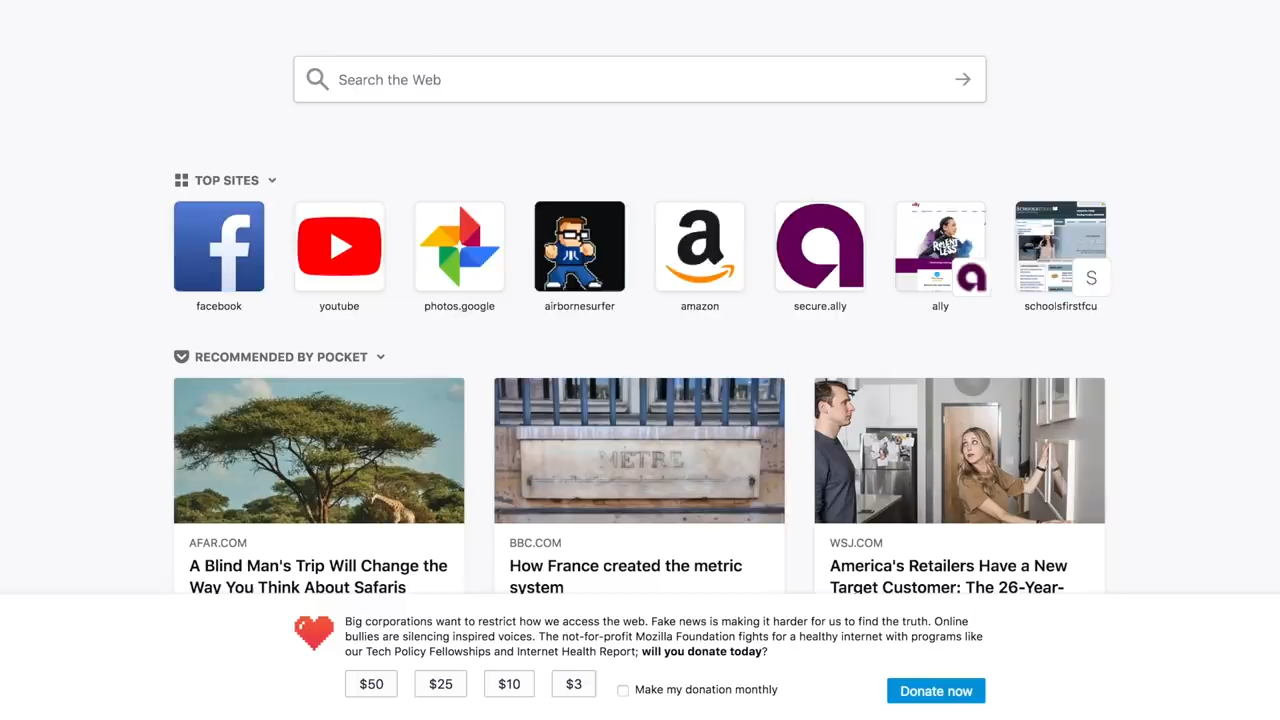 Search the Web
TOP SITES
facebook
youtube
photos.google
airbornesurfer
amazon
secure.ally
ally
schoolsfirstfcu
S
RECOMMENDED BY POCKET
METRE
AFAR.COM
A Blind Man's Trip Will Change the
Way You Think About Safaris
BBC.COM
How France created the metric
system
WSJ.COM
America's Retailers Have a New
Target Customer: The 26-Year-
Big corporations want to restrict how we access the web. Fake news is making it harder for us to find the truth. Online
bullies are silencing inspired voices. The not-for-profit Mozilla Foundation fights for a healthy internet with programs like
our Tech Policy Fellowships and Internet Health Report; will you donate today?
$50
$25
$10
$3
Make my donation monthly
Donate now